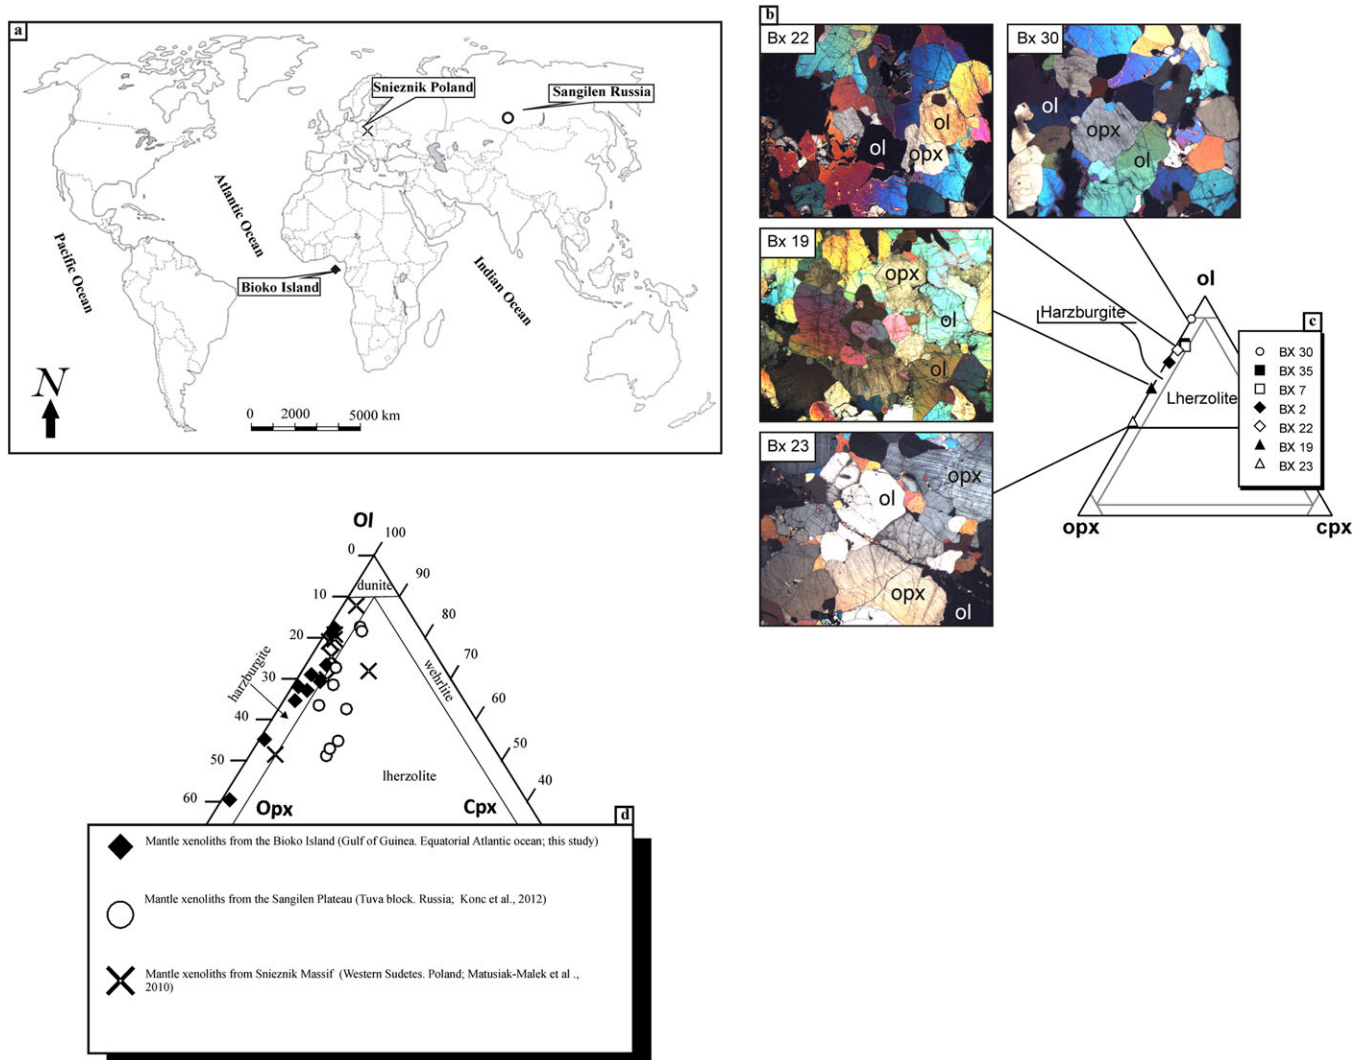 a
Snieznik Poland
Sangilen Russia
Atlantic Ocean
Pacific Ocean
Indian Ocean
Bioko Island
N
0 2000 5000 km
b
Bx 22
ol
ol
opx
Bx 30
ol
opx
ol
Bx 19
opx
ol
ol
Bx 23
opx
ol
opx
ol
c
ol
Harzburgite
Lherzolite
opx
cpx
BX 30
BX 35
BX 7
BX 2
BX 22
BX 19
BX 23
Ol
0
100
dunite
10
90
20
80
harzburgite
30
70
wehrlite
40
60
50
50
lherzolite
40
60
Opx
Cpx
d
Mantle xenoliths from the Bioko Island (Gulf of Guinea. Equatorial Atlantic ocean; this study)
Mantle xenoliths from the Sangilen Plateau (Tuva block. Russia; Konc et al., 2012)
Mantle xenoliths from Snieznik Massif (Western Sudetes. Poland; Matusiak-Malek et al .,
2010)